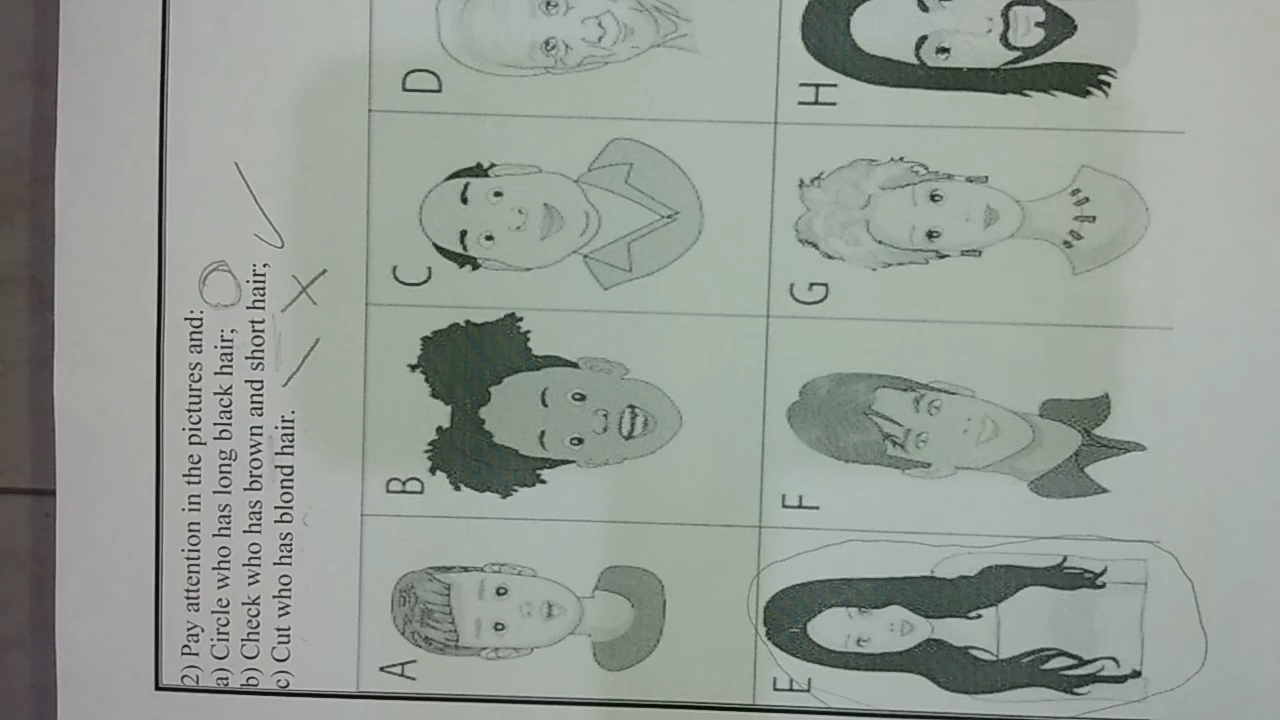 2) Pay attention in the pictures and:
a) Circle who has long black hair;
b) Check who has brown and short hair;
c) Cut who has blond hair.
A B C D
E F G H